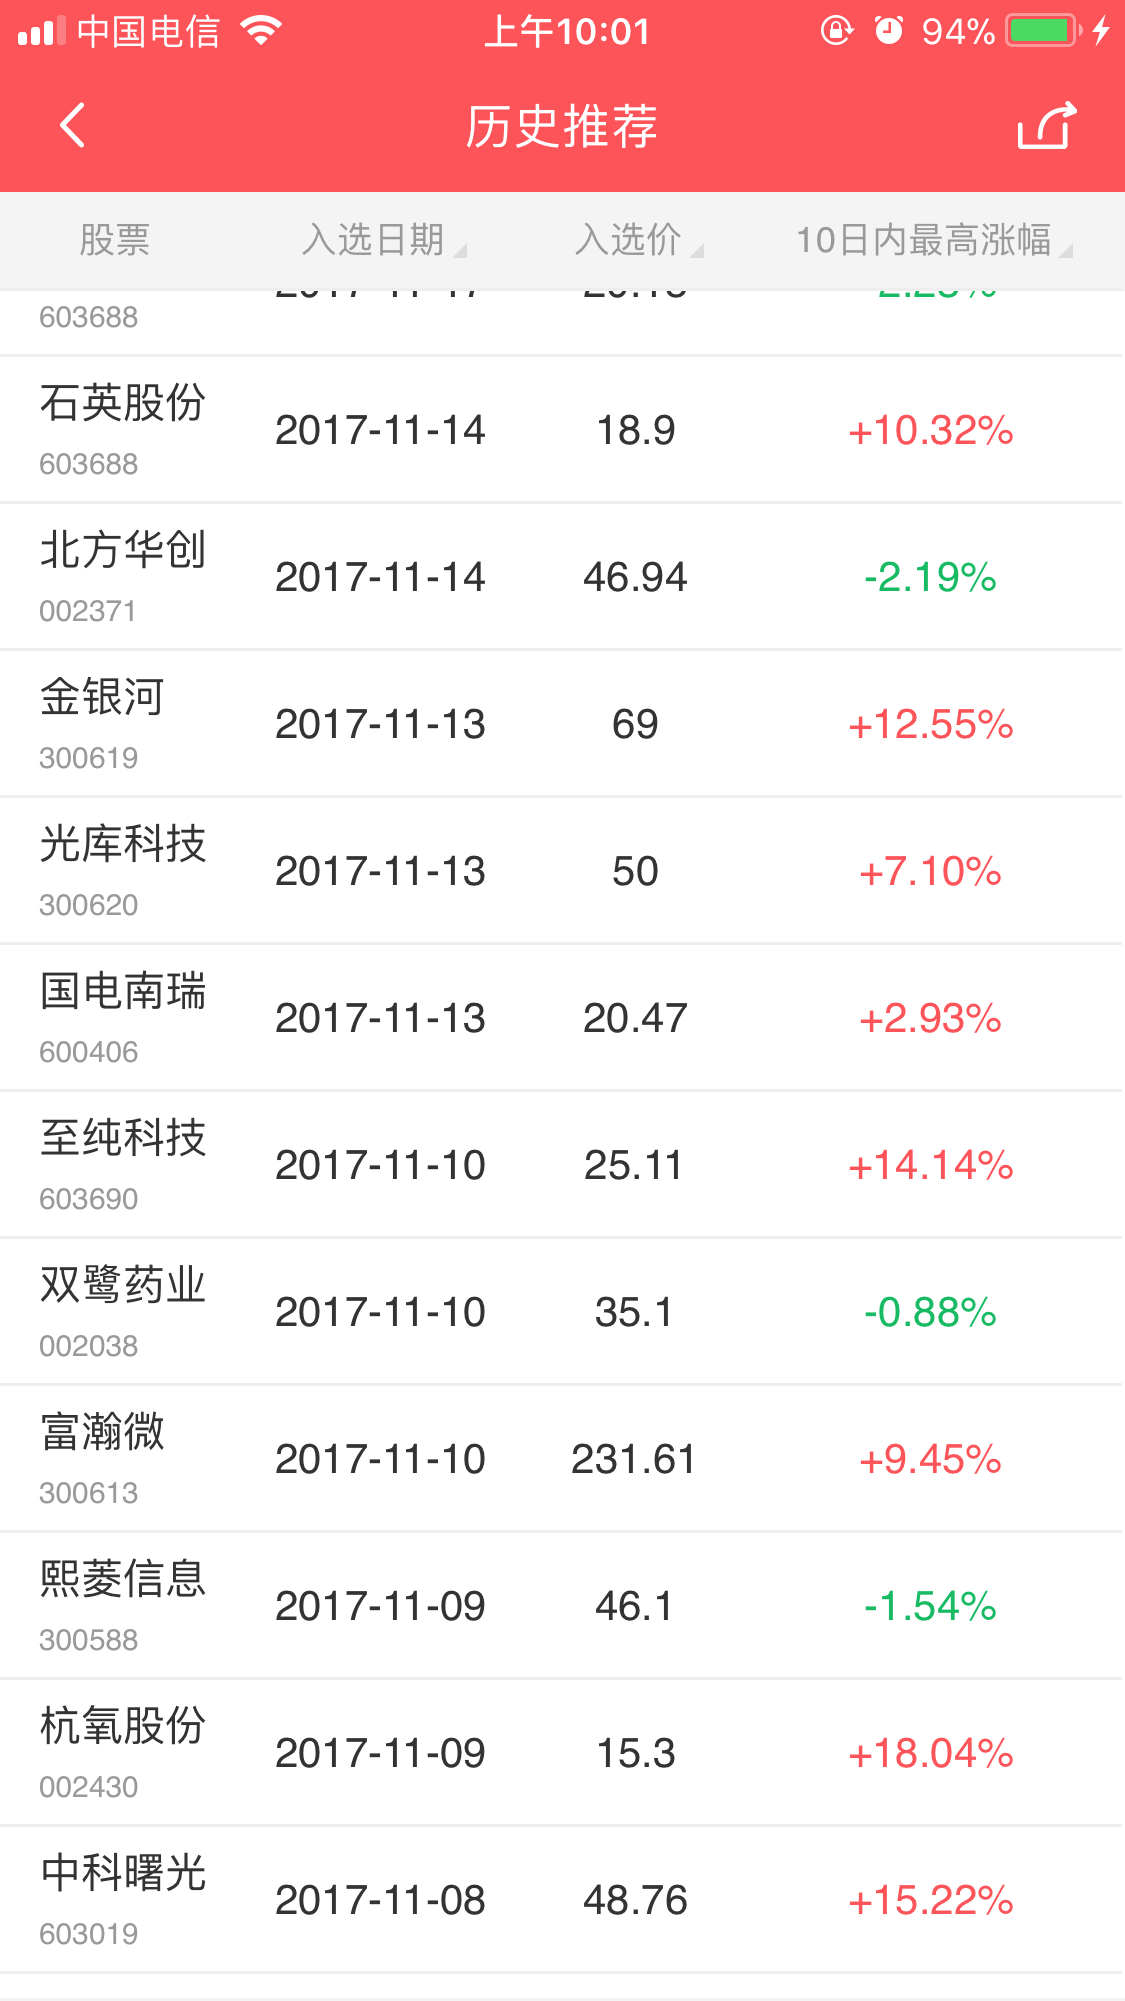 中国电信 上午10:01 94%
历史推荐
股票 入选日期 入选价 10日内最高涨幅
603688
石英股份
2017-11-14 18.9 +10.32%
603688
北方华创
2017-11-14 46.94 -2.19%
002371
金银河
2017-11-13 69 +12.55%
300619
光库科技
2017-11-13 50 +7.10%
300620
国电南瑞
2017-11-13 20.47 +2.93%
600406
至纯科技
2017-11-10 25.11 +14.14%
603690
双鹭药业
2017-11-10 35.1 -0.88%
002038
富瀚微
2017-11-10 231.61 +9.45%
300613
熙菱信息
2017-11-09 46.1 -1.54%
300588
杭氧股份
2017-11-09 15.3 +18.04%
002430
中科曙光
2017-11-08 48.76 +15.22%
603019